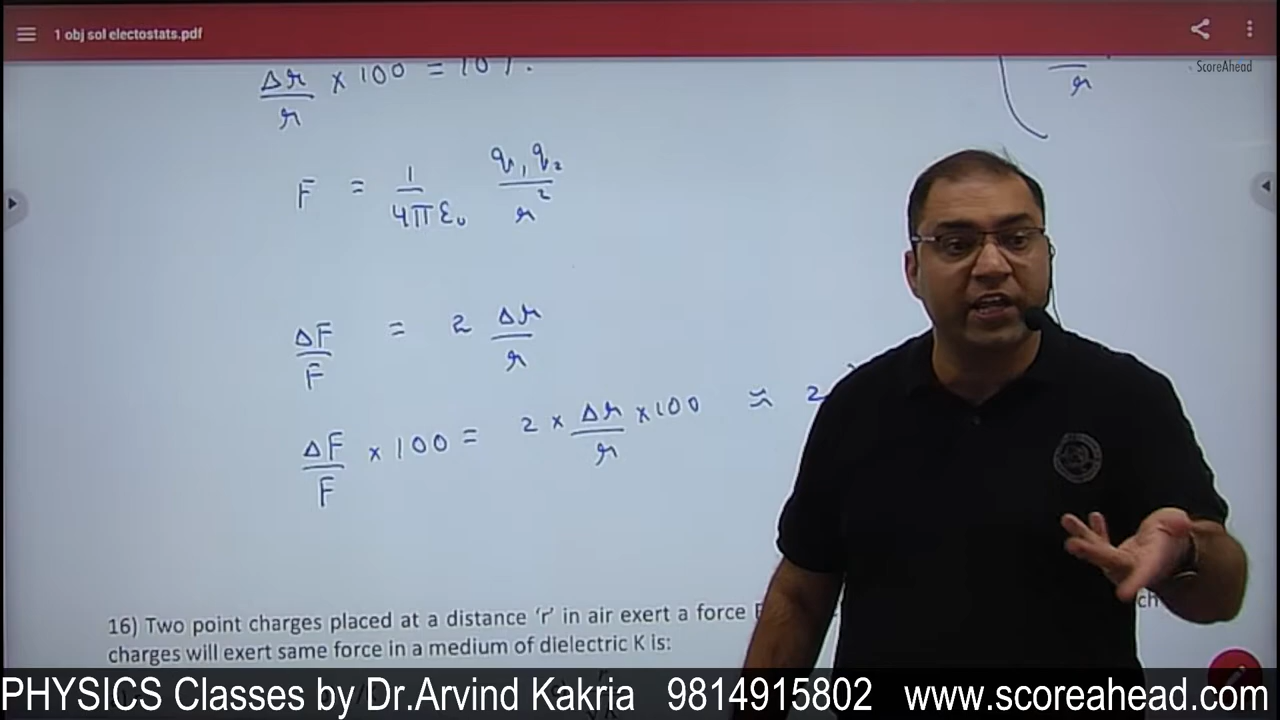 1 obj sol electostats.pdf
ScoreAhead
Δr/r × 100 = 10%.
r
F = 1/4πε₀ q₁q₂/r²
ΔF/F = 2 Δr/r
ΔF/F × 100 = 2 × Δr/r × 100 ≈ 2
16) Two point charges placed at a distance 'r' in air exert a force
charges will exert same force in a medium of dielectric K is:
PHYSICS Classes by Dr.Arvind Kakria 9814915802 www.scoreahead.com